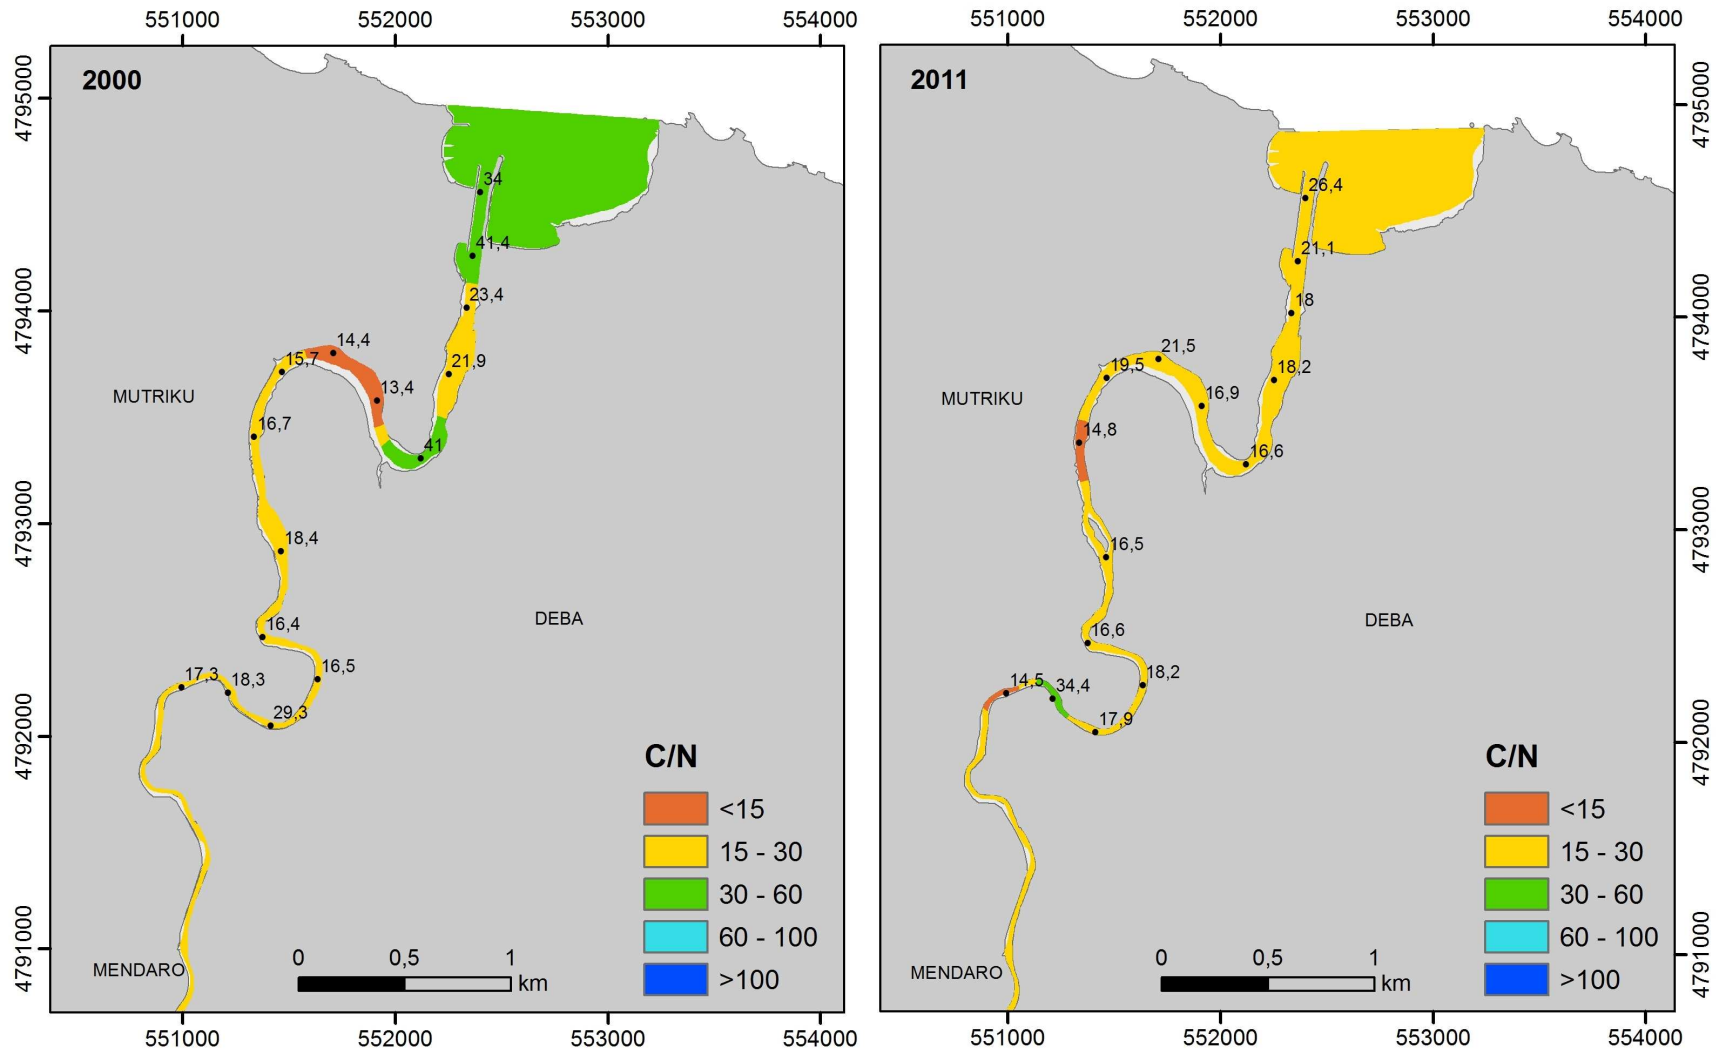 551000 552000 553000 554000
2000
4795000
4794000
4793000
4792000
4791000
34
41,4
23,4
21,9
14,4
15,7
13,4
41
16,7
18,4
16,4
16,5
17,3
18,3
29,3
MUTRIKU
DEBA
MENDARO
C/N
<15
15 - 30
30 - 60
60 - 100
>100
0 0,5 1
km
551000 552000 553000 554000
551000 552000 553000 554000
2011
26,4
21,1
18
18,2
21,5
19,5
16,9
16,6
14,8
16,5
16,6
18,2
14,5
34,4
17,9
MUTRIKU
DEBA
MENDARO
C/N
<15
15 - 30
30 - 60
60 - 100
>100
0 0,5 1
km
4795000
4794000
4793000
4792000
4791000
551000 552000 553000 554000